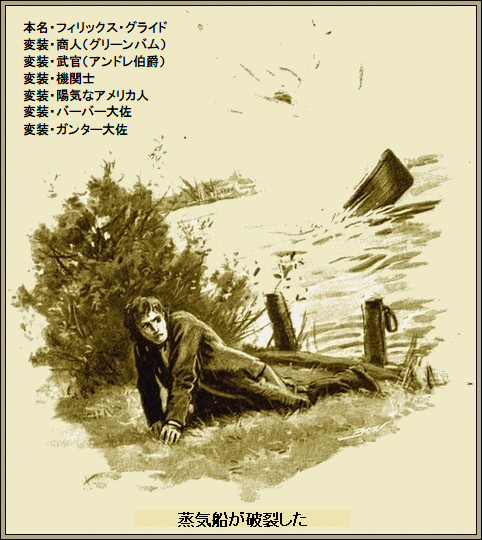 本名・フィリックス・グライド
変装・商人（グリーンバム）
変装・武官（アンドレ伯爵）
変装・機関士
変装・陽気なアメリカ人
変装・バーバー大佐
変装・ガンター大佐
蒸気船が破裂した